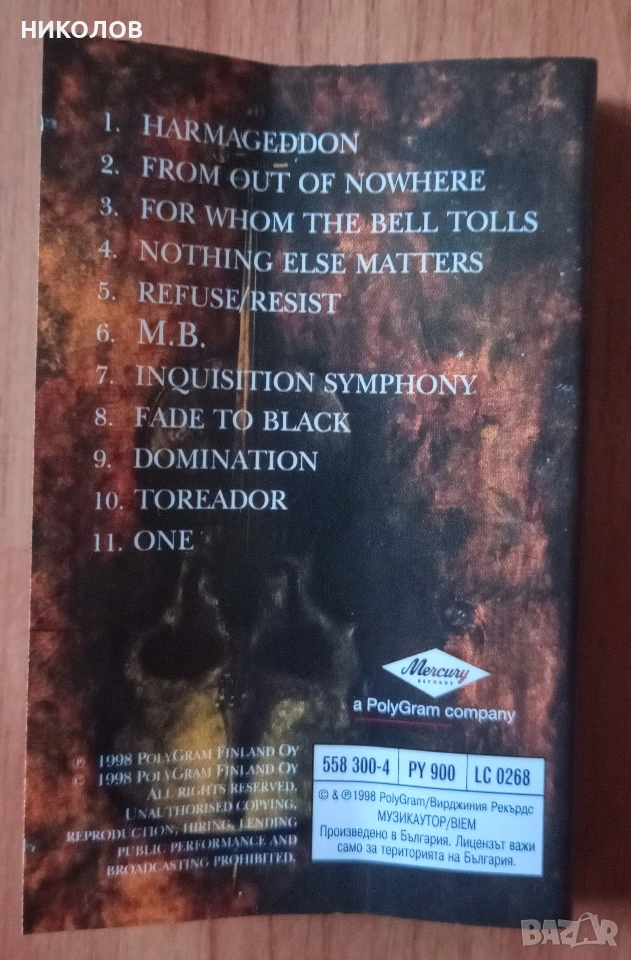 НИКОЛОВ
1. HARMAGEDDON
2. FROM OUT OF NOWHERE
3. FOR WHOM THE BELL TOLLS
4. NOTHING ELSE MATTERS
5. REFUSE/RESIST
6. M.B.
7. INQUISITION SYMPHONY
8. FADE TO BLACK
9. DOMINATION
10. TOREADOR
11. ONE
Mercury
RECORDS
a PolyGram company
℗ 1998 POLYGRAM FINLAND OY
© 1998 POLYGRAM FINLAND OY
ALL RIGHTS RESERVED.
UNAUTHORISED COPYING,
REPRODUCTION, HIRING, LENDING
PUBLIC PERFORMANCE AND
BROADCASTING PROHIBITED.
558 300-4 PY 900 LC 0268
© & ℗ 1998 PolyGram/Вирджиния Рекърдс
МУЗИКАУТОР/BIEM
Произведено в България. Лицензът важи
само за територията на България.
BAZAR